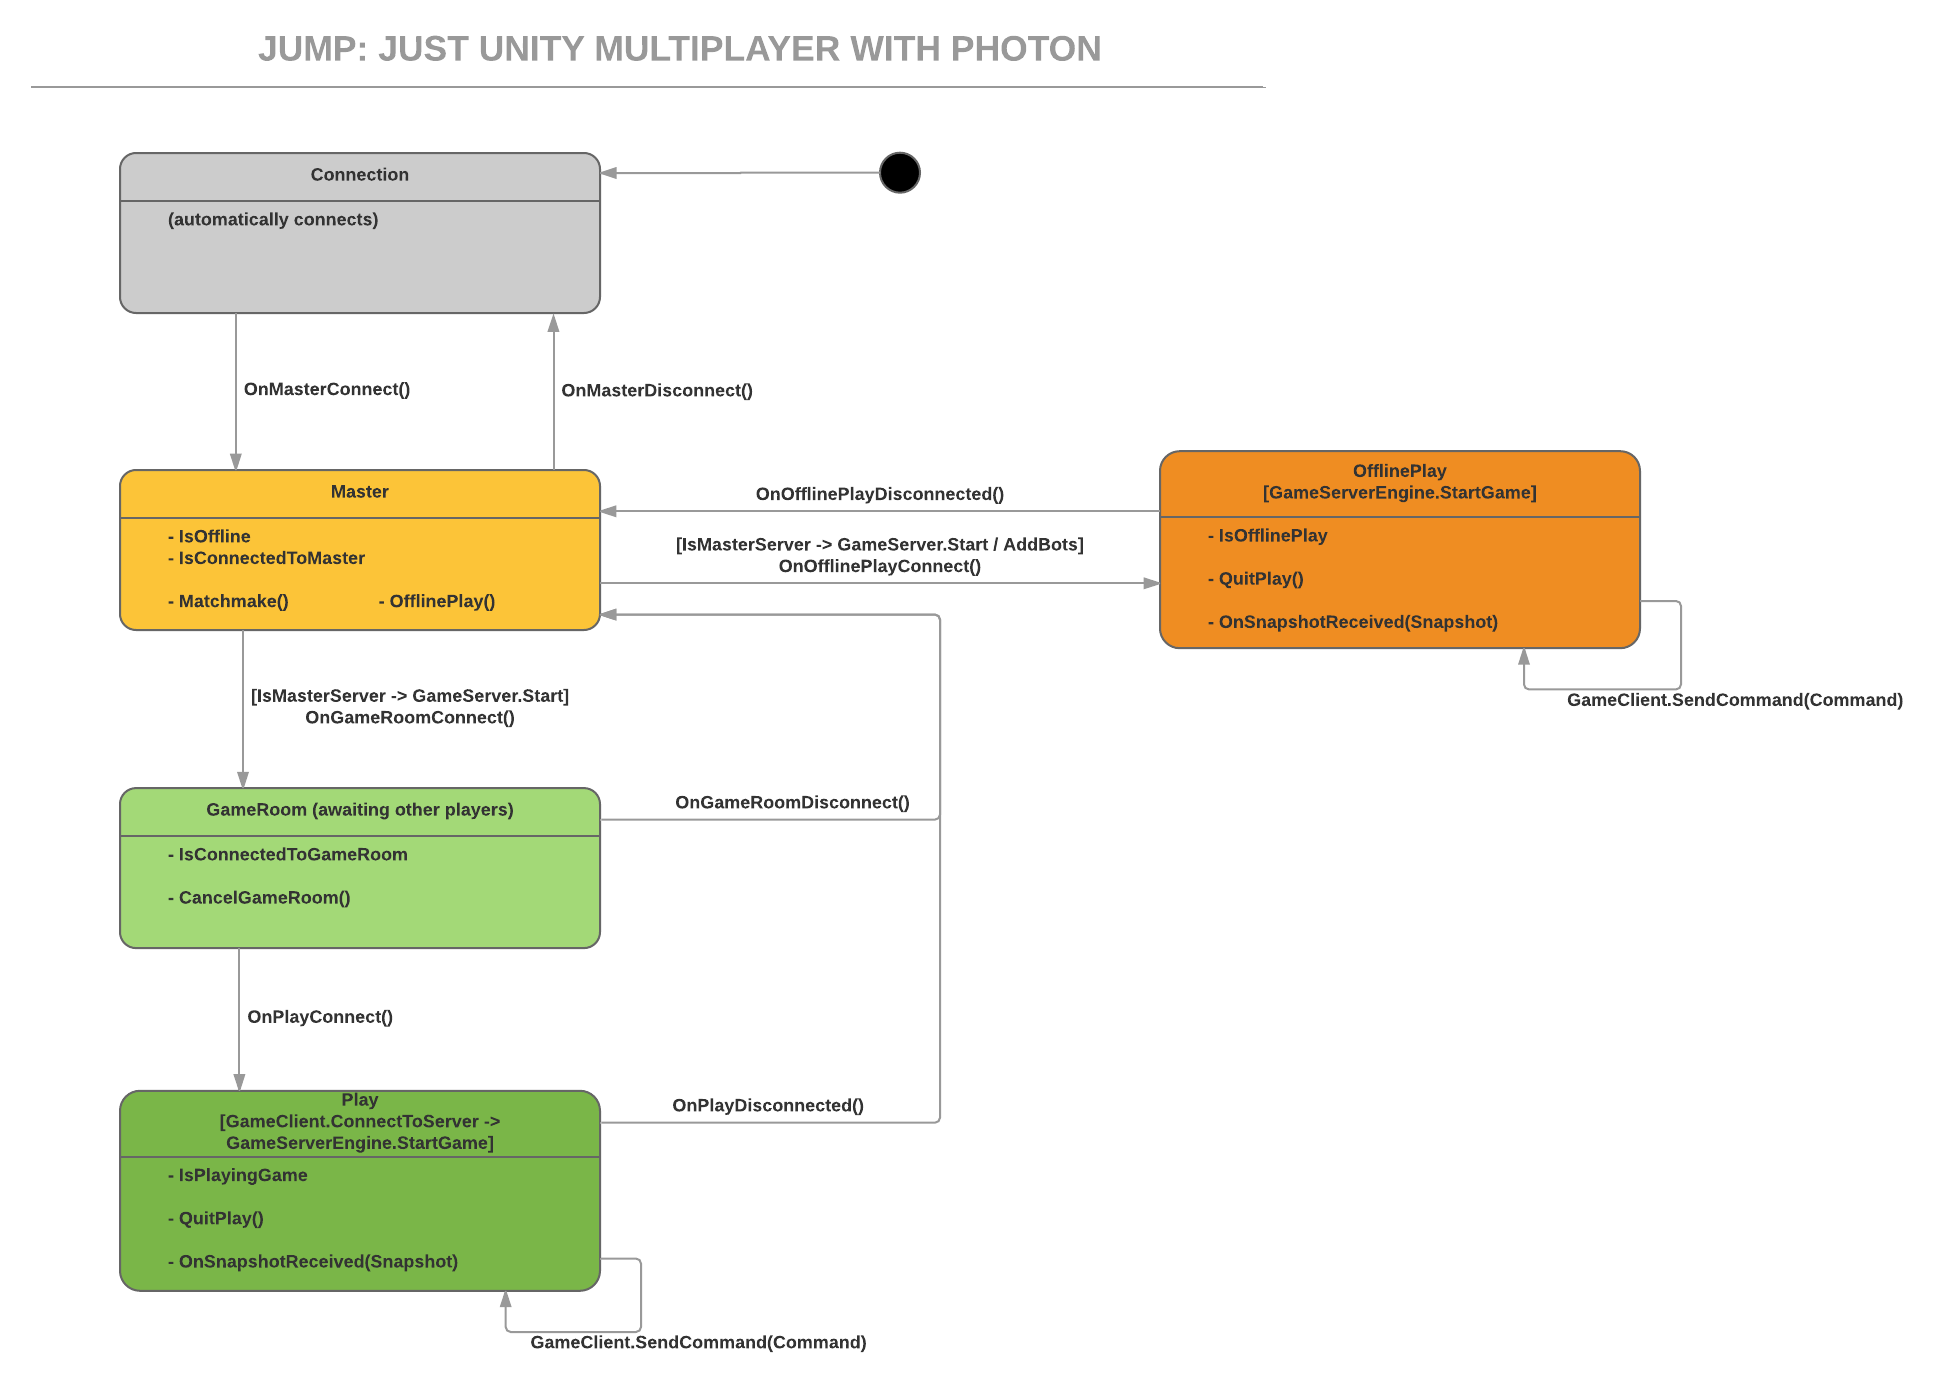 JUMP: JUST UNITY MULTIPLAYER WITH PHOTON
Connection
(automatically connects)
OnMasterConnect()
OnMasterDisconnect()
Master
- IsOffline
- IsConnectedToMaster
- Matchmake() - OfflinePlay()
OnOfflinePlayDisconnected()
[IsMasterServer -> GameServer.Start / AddBots]
OnOfflinePlayConnect()
OfflinePlay
[GameServerEngine.StartGame]
- IsOfflinePlay
- QuitPlay()
- OnSnapshotReceived(Snapshot)
GameClient.SendCommand(Command)
[IsMasterServer -> GameServer.Start]
OnGameRoomConnect()
GameRoom (awaiting other players)
- IsConnectedToGameRoom
- CancelGameRoom()
OnGameRoomDisconnect()
OnPlayConnect()
Play
[GameClient.ConnectToServer ->
GameServerEngine.StartGame]
- IsPlayingGame
- QuitPlay()
- OnSnapshotReceived(Snapshot)
OnPlayDisconnected()
GameClient.SendCommand(Command)